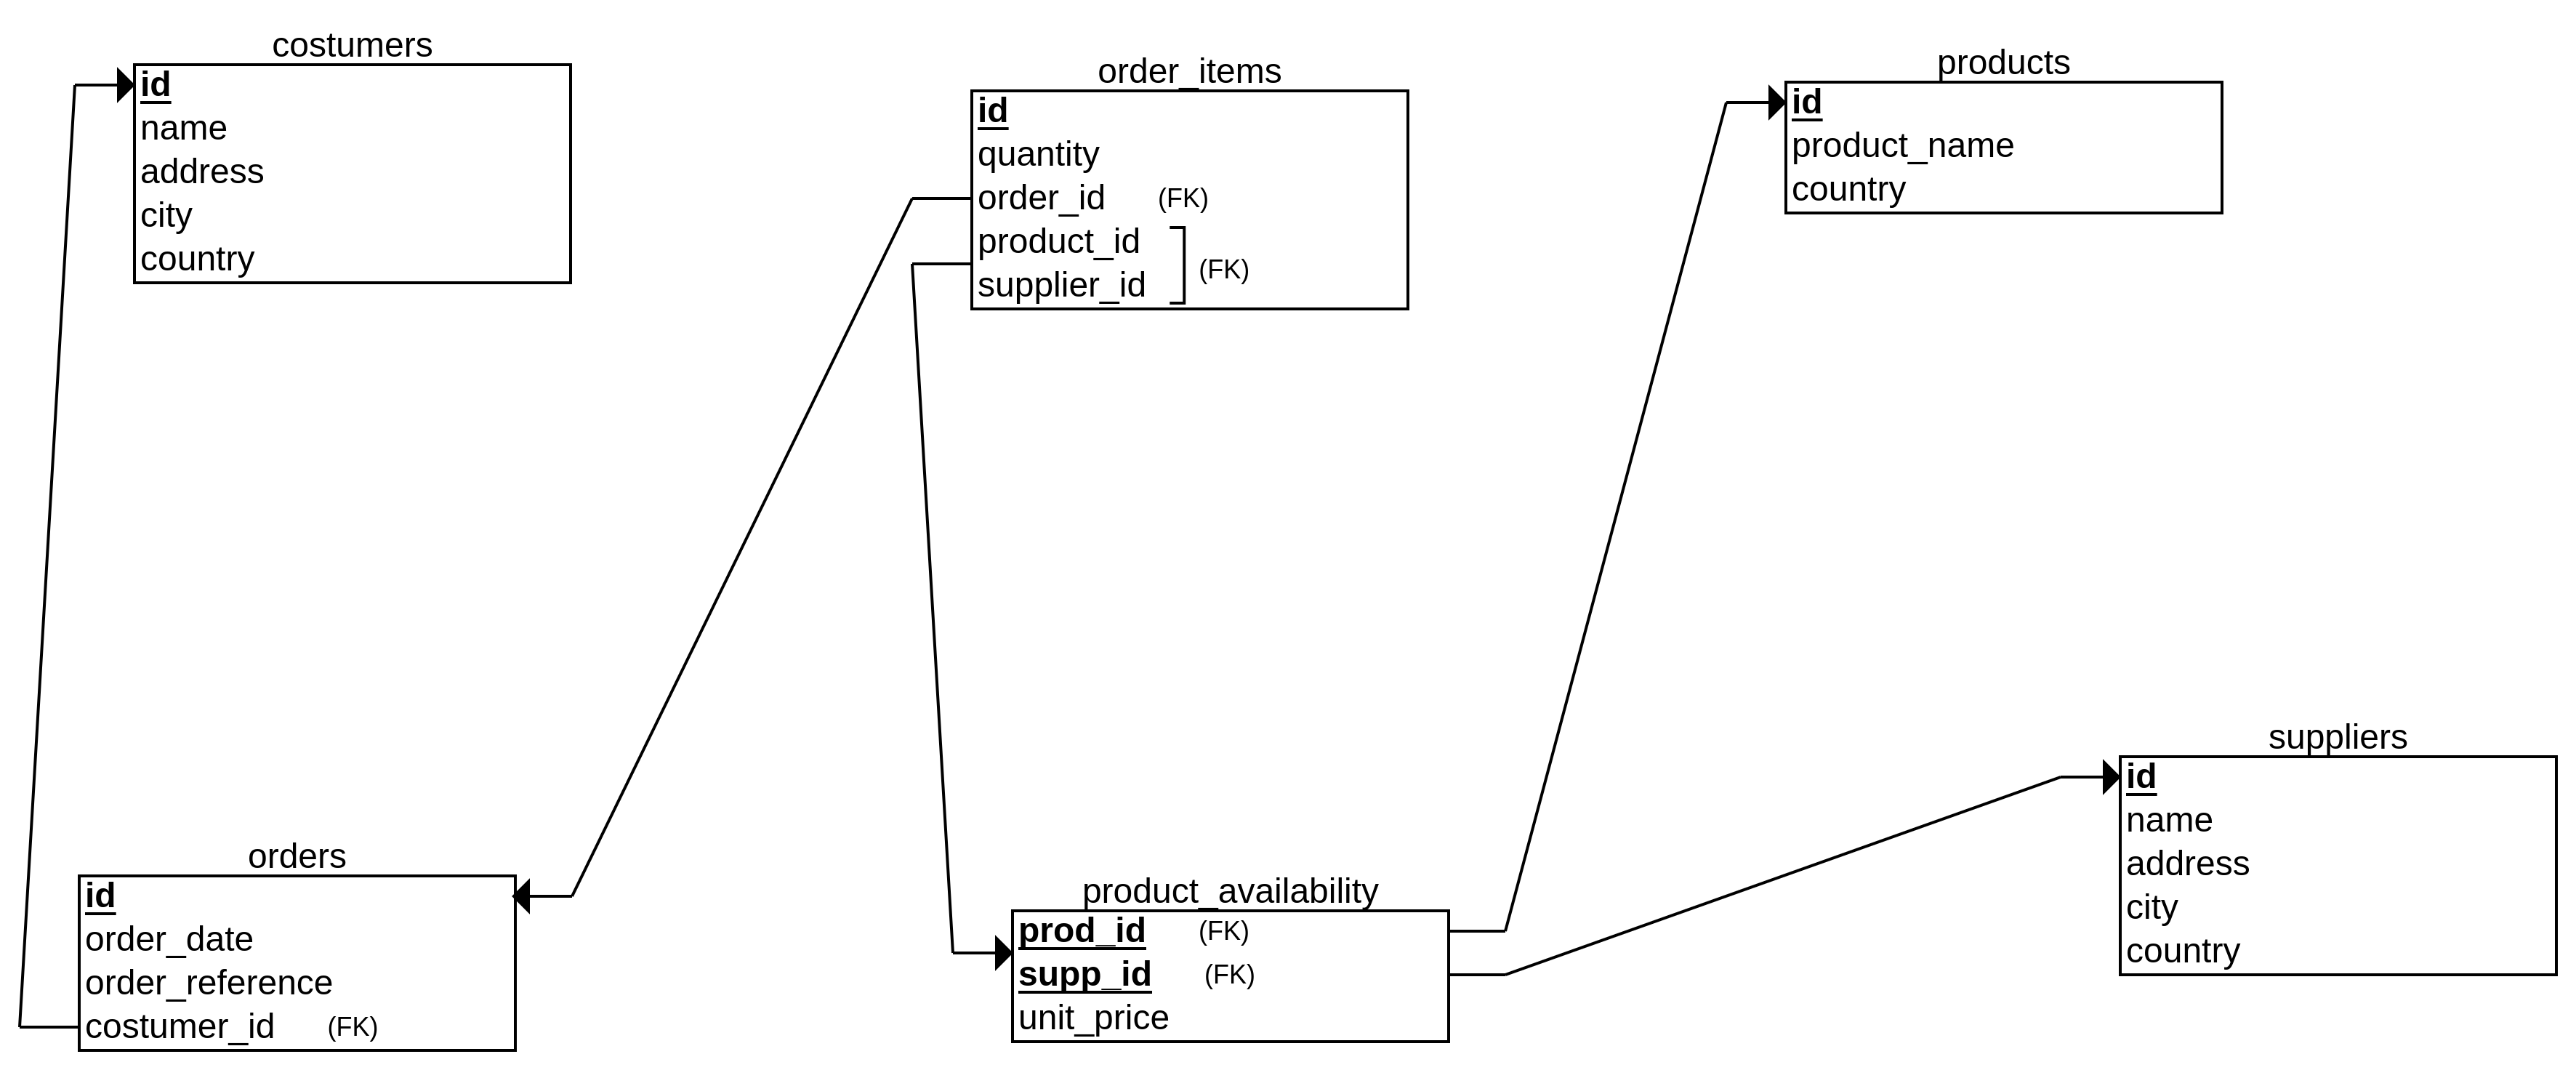 costumers
id
name
address
city
country
order_items
id
quantity
order_id (FK)
product_id
(FK)
supplier_id
products
id
product_name
country
orders
id
order_date
order_reference
costumer_id (FK)
product_availability
prod_id (FK)
supp_id (FK)
unit_price
suppliers
id
name
address
city
country